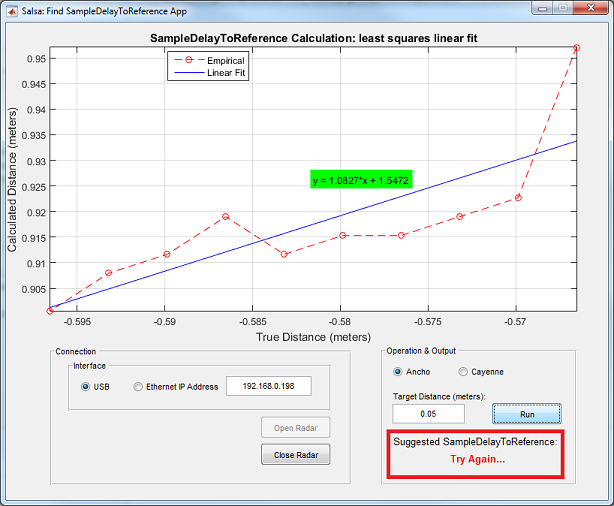 Salsa: Find SampleDelayToReference App
SampleDelayToReference Calculation: least squares linear fit
Calculated Distance (meters)
0.95
0.945
0.94
0.935
0.93
0.925
0.92
0.915
0.91
0.905
Empirical
Linear Fit
y = 1.0827*x + 1.5472
-0.595
-0.59
-0.585
-0.58
-0.575
-0.57
True Distance (meters)
Connection
Interface
USB
Ethernet IP Address
192.168.0.198
Open Radar
Close Radar
Operation & Output
Ancho
Cayenne
Target Distance (meters):
0.05
Run
Suggested SampleDelayToReference:
Try Again...